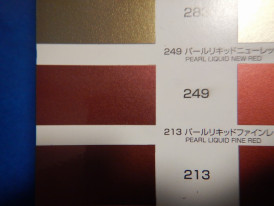 249 パールリキッドニューレッ
PEARL LIQUID NEW RED
249
213 パールリキッドファインレ
PEARL LIQUID FINE RED
213